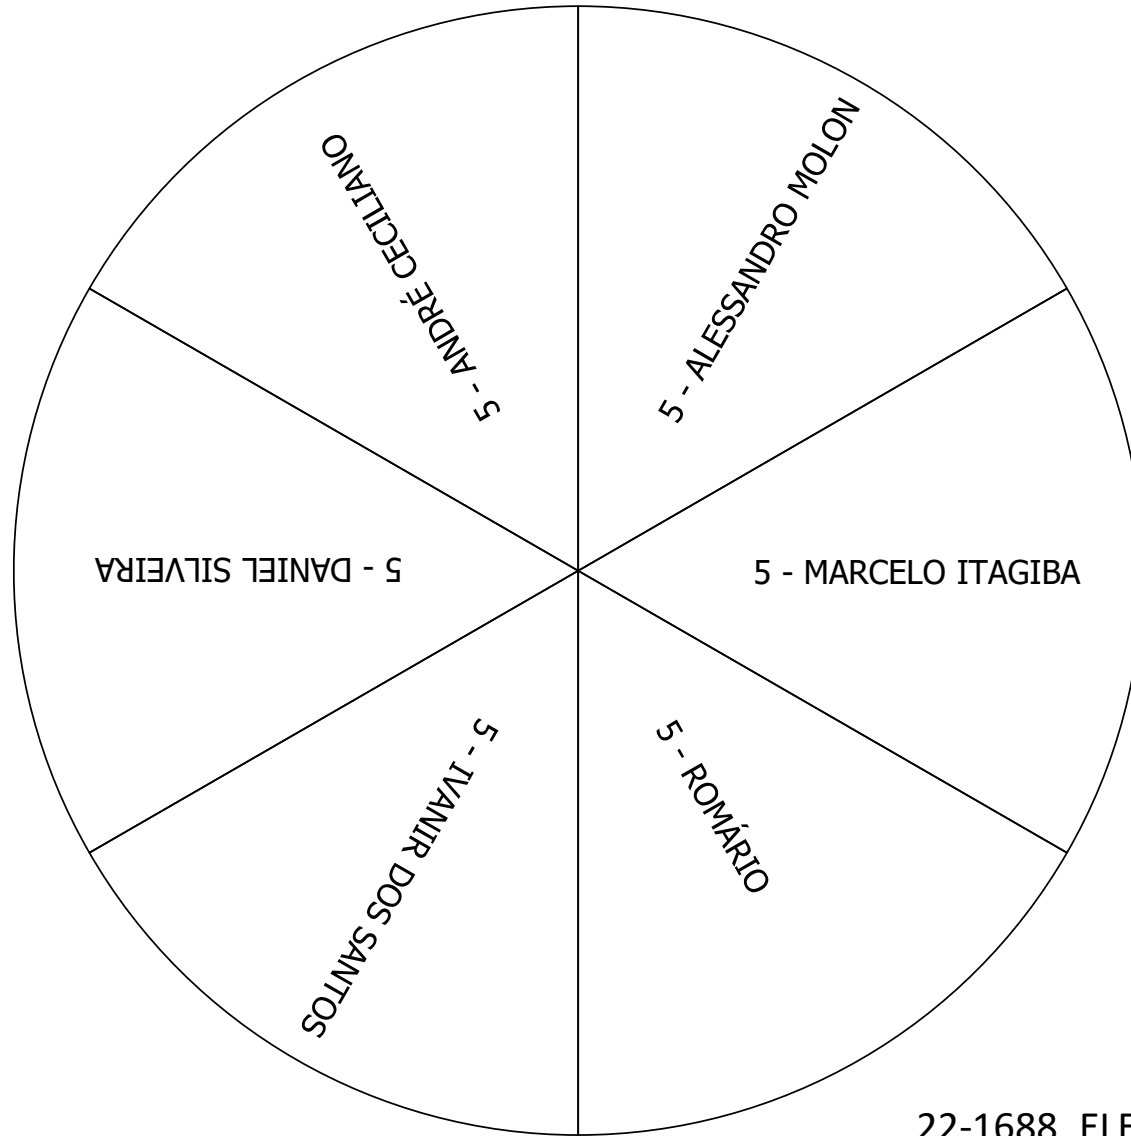 5 - ANDRÉ CECILIANO
5 - ALESSANDRO MOLON
5 - DANIEL SILVEIRA
5 - MARCELO ITAGIBA
5 - IVANIR DOS SANTOS
5 - ROMÁRIO
22-1688